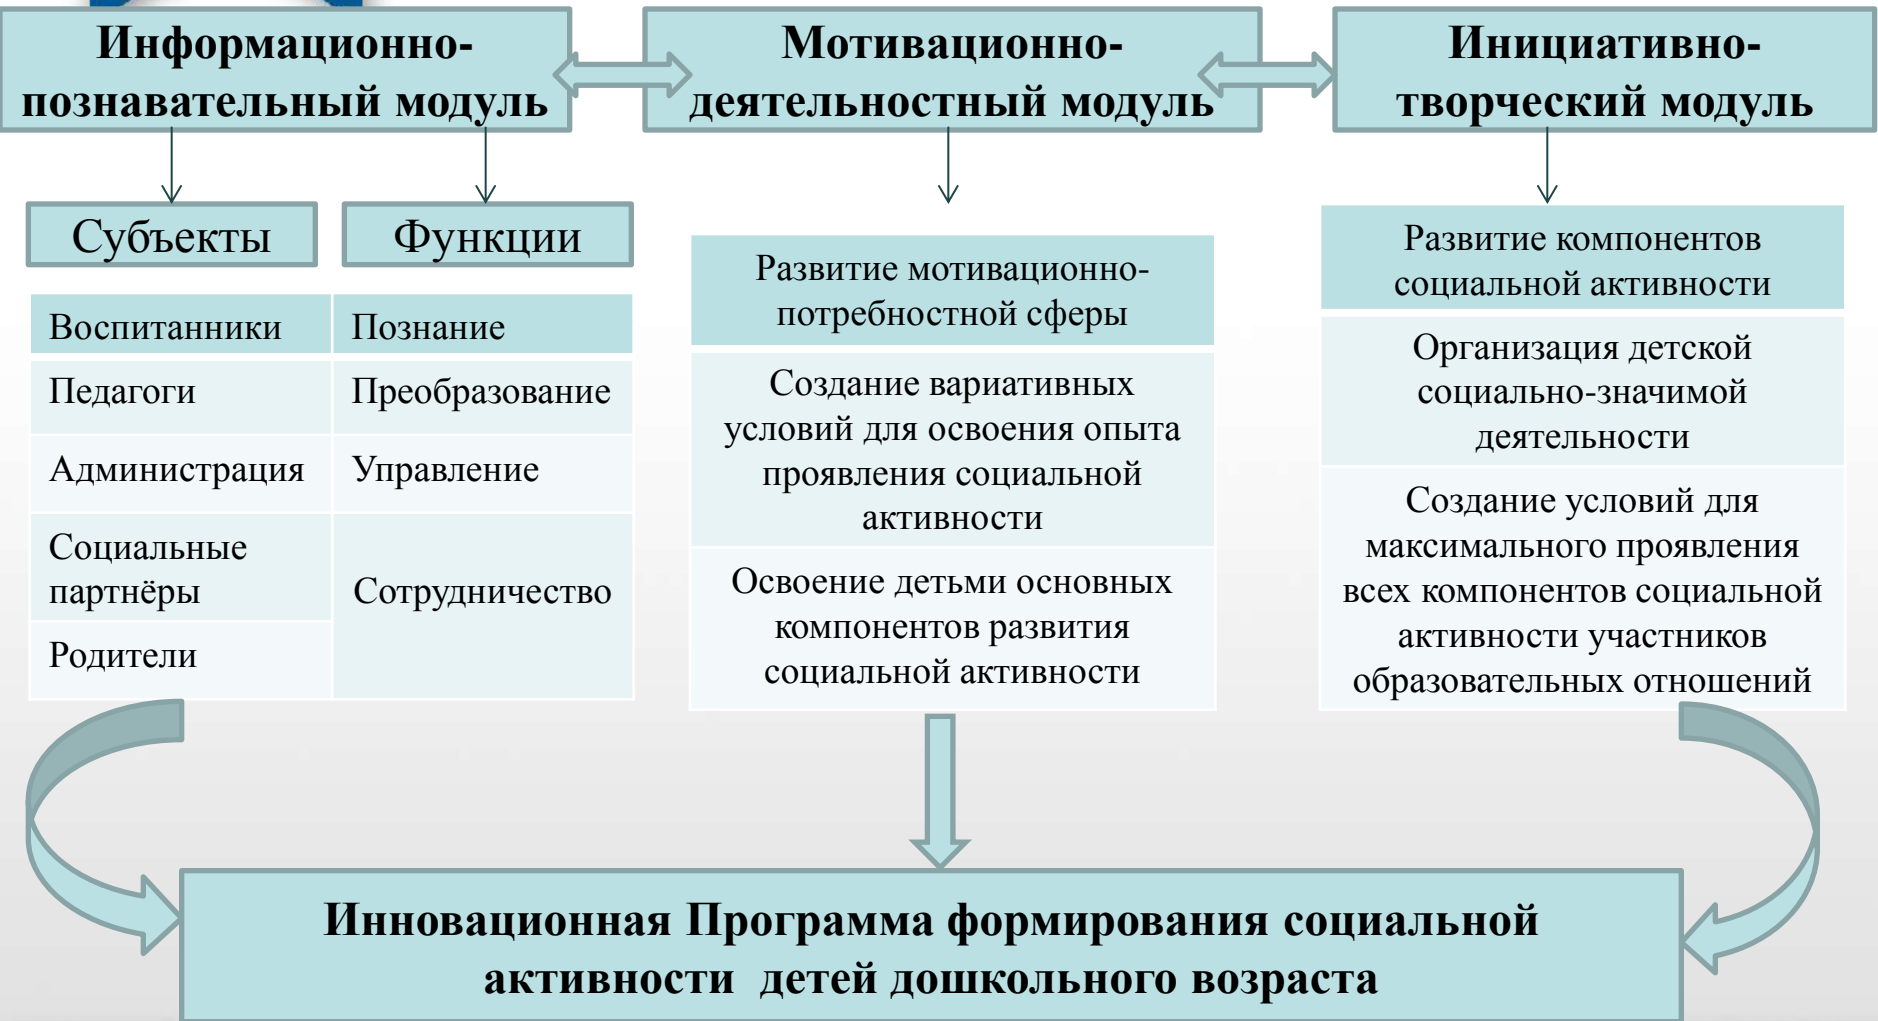 Информационно-
познавательный модуль
Мотивационно-
деятельностный модуль
Инициативно-
творческий модуль
Субъекты
Функции
Воспитанники
Познание
Педагоги
Преобразование
Администрация
Управление
Социальные
партнёры
Сотрудничество
Родители
Развитие мотивационно-
потребностной сферы
Создание вариативных
условий для освоения опыта
проявления социальной
активности
Освоение детьми основных
компонентов развития
социальной активности
Развитие компонентов
социальной активности
Организация детской
социально-значимой
деятельности
Создание условий для
максимального проявления
всех компонентов социальной
активности участников
образовательных отношений
Инновационная Программа формирования социальной
активности детей дошкольного возраста